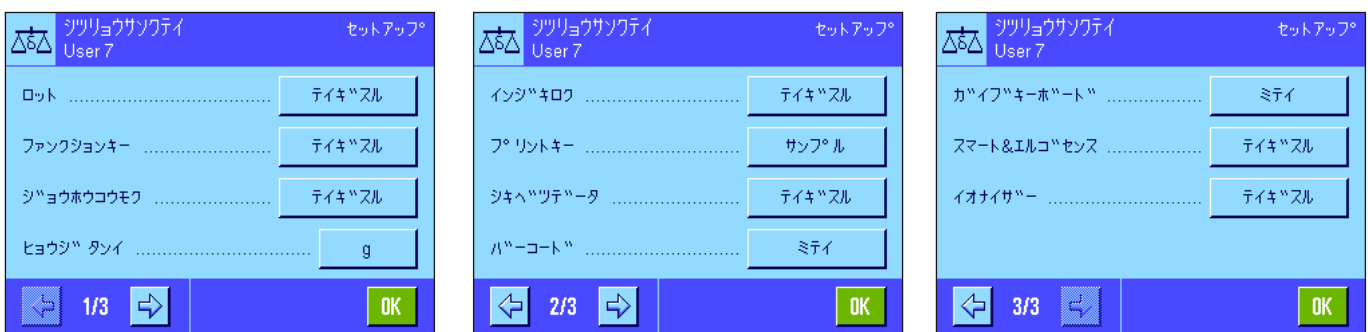 シツリョウサンクテイ セットアップ
User 7
ロット ................................... テイギスル
ファンクションキー ................... テイギスル
ジョウホウコウモク .................. テイギスル
ヒョウジ タンイ ............................... g
1/3 OK
シツリョウサンクテイ セットアップ
User 7
インジキロク ......................... テイギスル
プリントキー ......................... サンプル
シキベツデータ ..................... テイギスル
バーコード ............................ ミテイ
2/3 OK
シツリョウサンクテイ セットアップ
User 7
ガイブキーボード .................. ミテイ
スマート&エルゴセンス .................. テイギスル
イオナイザー ............................ テイギスル
3/3 OK